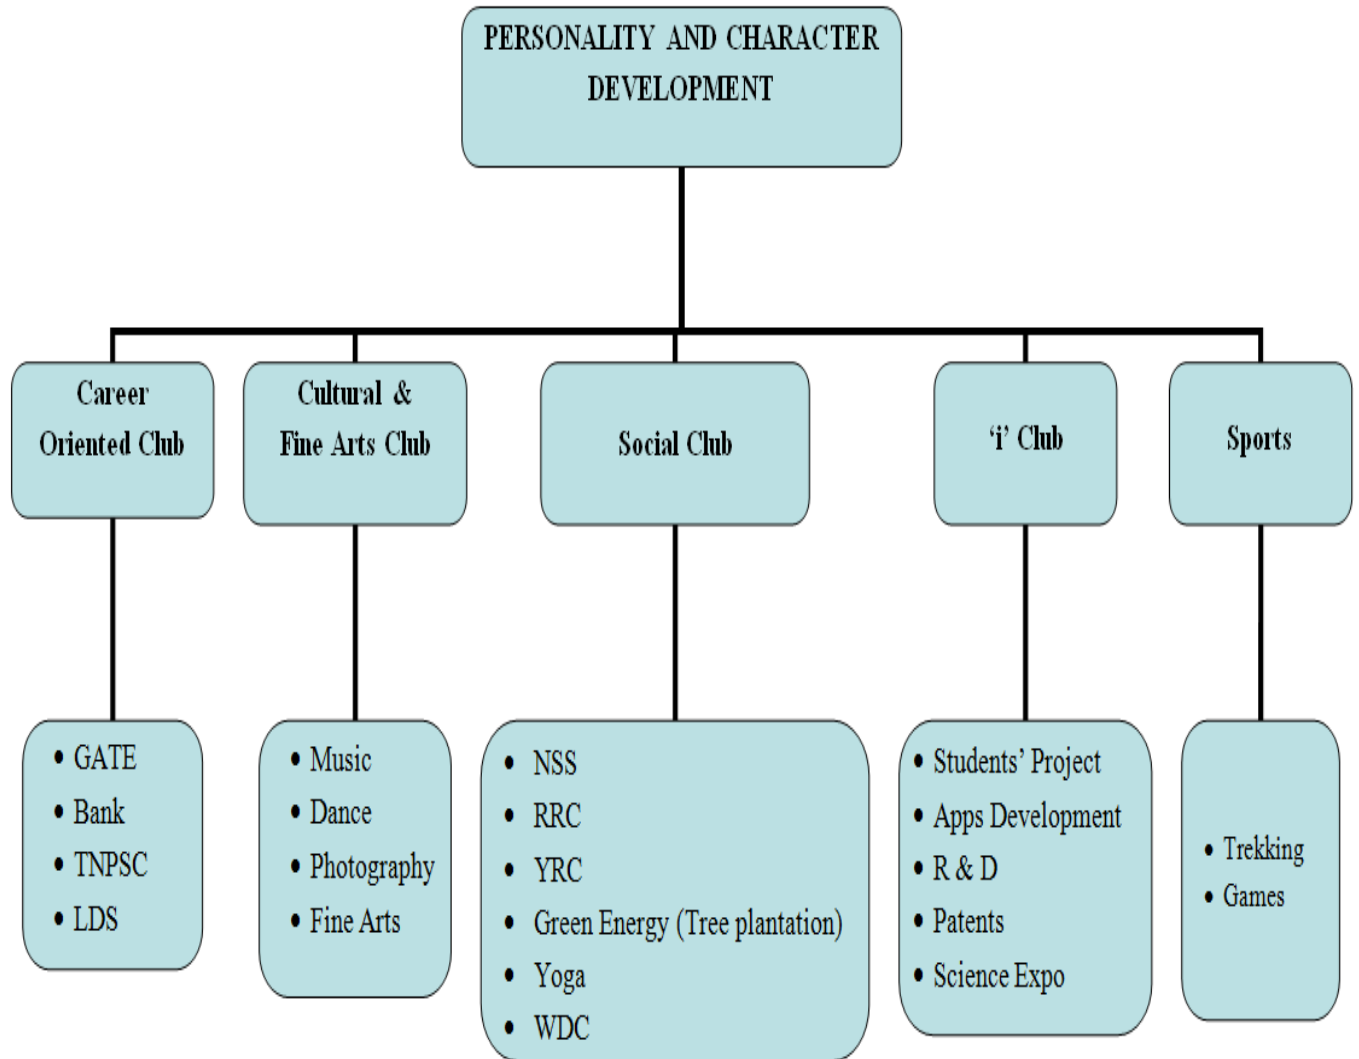 PERSONALITY AND CHARACTER
DEVELOPMENT
Career
Oriented Club
Cultural &
Fine Arts Club
Social Club
‘i’ Club
Sports
• GATE
• Bank
• TNPSC
• LDS
• Music
• Dance
• Photography
• Fine Arts
• NSS
• RRC
• YRC
• Green Energy (Tree plantation)
• Yoga
• WDC
• Students’ Project
• Apps Development
• R & D
• Patents
• Science Expo
• Trekking
• Games